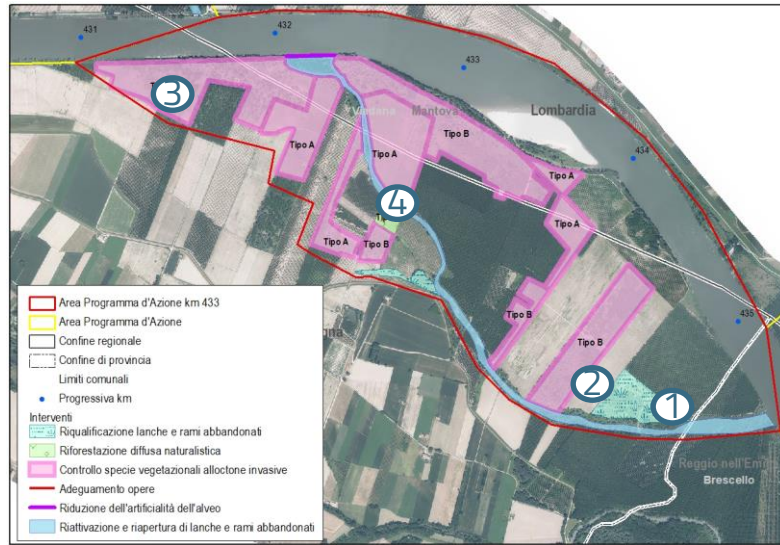 431
432
433
434
435
3
Viadana
Mantova
Lombardia
Tipo B
Tipo A
Tipo A
Tipo A
Tipo A
4
Tipo A
Tipo B
Tipo B
Tipo B
2
1
Reggio nell'Emi
Brescello
Area Programma d'Azione km 433
Area Programma d'Azione
Confine regionale
Confine di provincia
Limiti comunali
Progressiva km
Interventi
Riqualificazione lanche e rami abbandonati
Riforestazione diffusa naturalistica
Controllo specie vegetazionali alloctone invasive
Adeguamento opere
Riduzione dell'artificialità dell'alveo
Riattivazione e riapertura di lanche e rami abbandonati